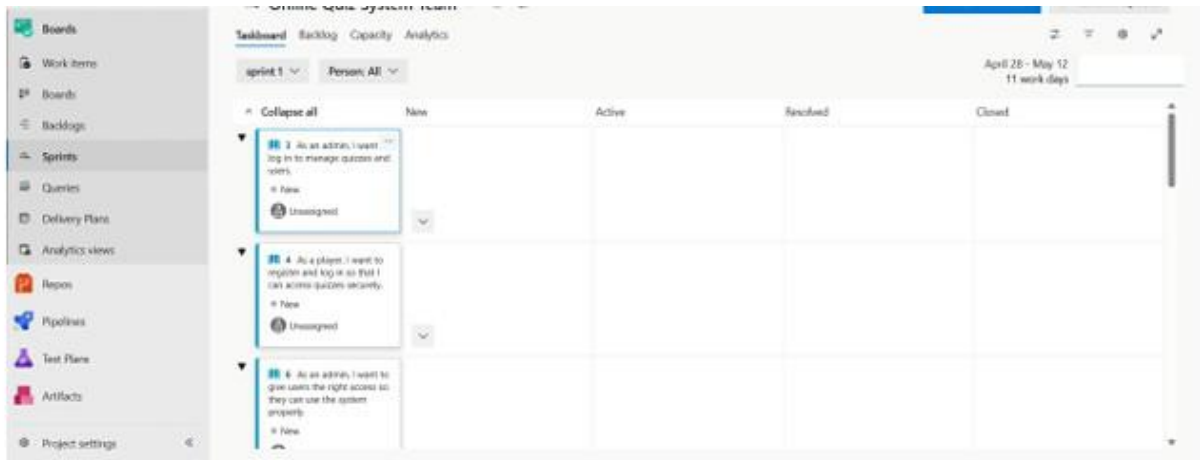 Online Quiz System Team
Boards
Taskboard Backlog Capacity Analytics
Work items
sprint 1 Person: All
April 28 - May 12
11 work days
Boards
Backlogs
Collapse all New Active Resolved Closed
Sprints
3 As an admin, I want
log in to manage quizzes and
users.
New
Unassigned
Queries
Delivery Plans
Analytics views
4 As a player, I want to
register and log in so that I
can access quizzes securely.
New
Unassigned
Repos
Pipelines
Test Plans
Artifacts
6 As an admin, I want to
give users the right access so
they can use the system
properly.
New
Project settings